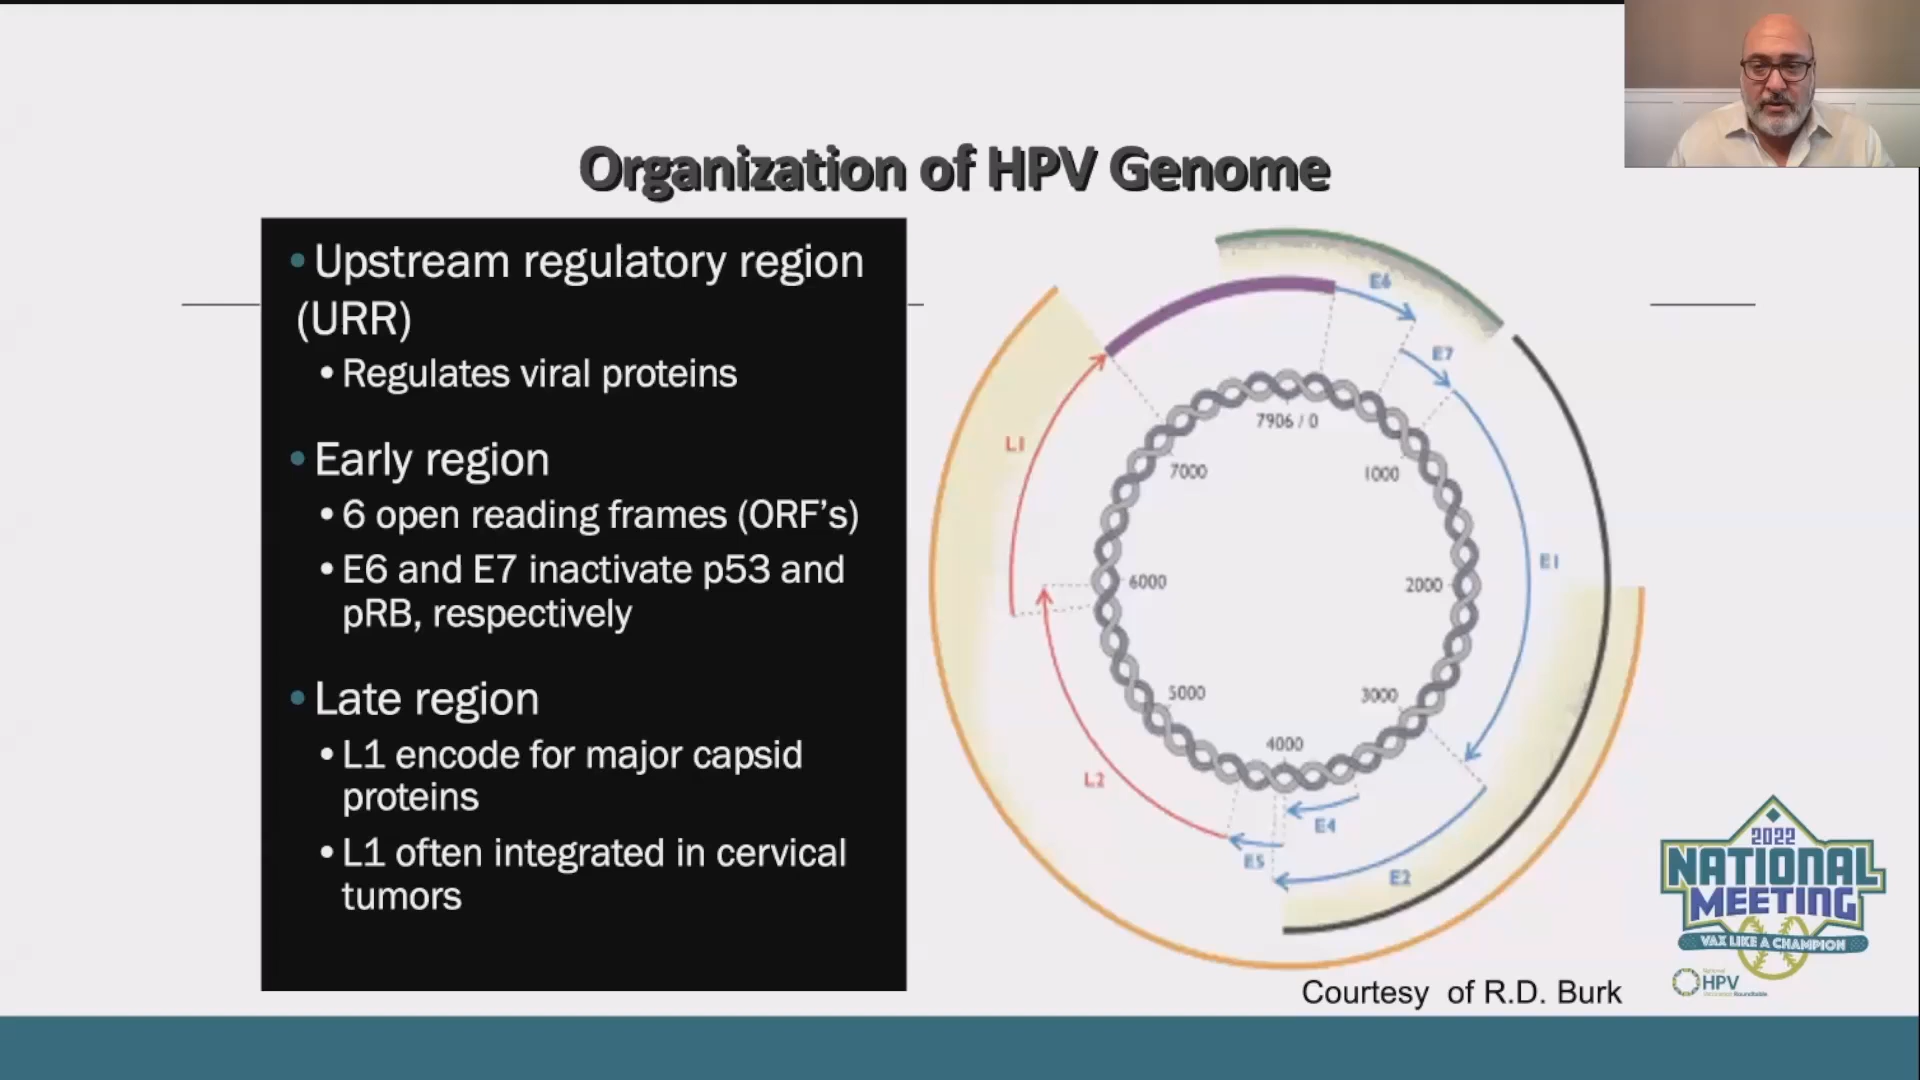 Organization of HPV Genome
• Upstream regulatory region
(URR)
• Regulates viral proteins
• Early region
• 6 open reading frames (ORF's)
• E6 and E7 inactivate p53 and
pRB, respectively
• Late region
• L1 encode for major capsid
proteins
• L1 often integrated in cervical
tumors
E6
E7
7906 / 0
L1
7000
1000
6000
2000
E1
5000
3000
4000
L2
E4
E5
E2
Courtesy of R.D. Burk
2022
NATIONAL
MEETING
VAX LIKE A CHAMPION
HPV
Roundtable